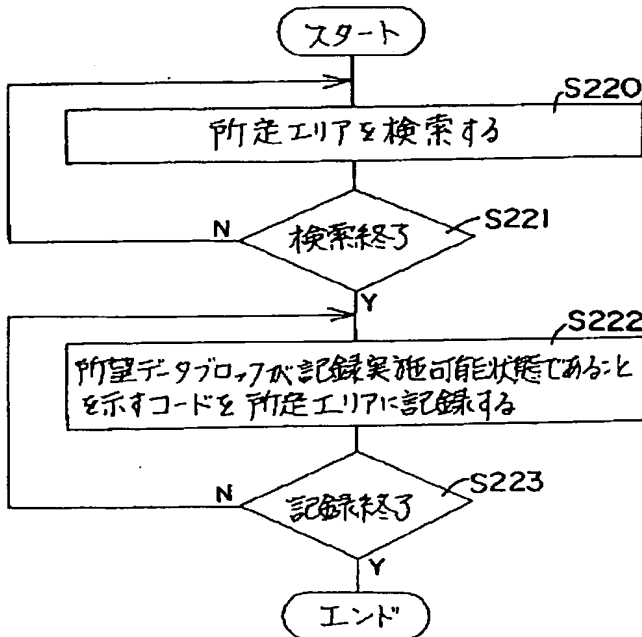 スタート
S220
所定エリアを検索する
N
検索終了
S221
Y
S222
所望データブロックが記録実施可能状態であること
を示すコードを所定エリアに記録する
N
記録終了
S223
Y
エンド